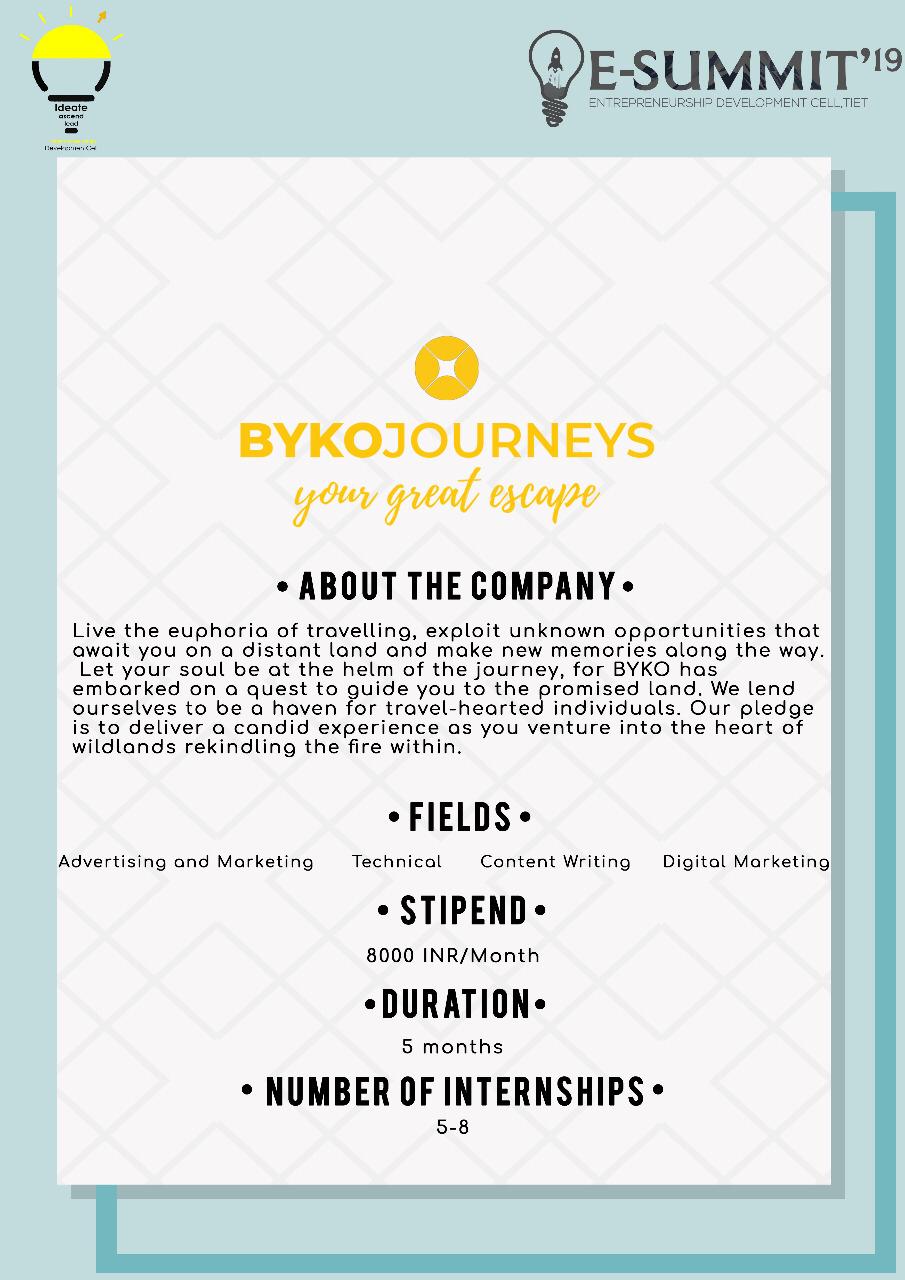 Ideate
ascend
lead
Developmen Cell
E-SUMMIT'19
ENTREPRENEURSHIP DEVELOPMENT CELL,TIET
BYKOJOURNEYS
your great escape
• ABOUT THE COMPANY •
Live the euphoria of travelling, exploit unknown opportunities that
await you on a distant land and make new memories along the way.
Let your soul be at the helm of the journey, for BYKO has
embarked on a quest to guide you to the promised land. We lend
ourselves to be a haven for travel-hearted individuals. Our pledge
is to deliver a candid experience as you venture into the heart of
wildlands rekindling the fire within.
• FIELDS •
Advertising and Marketing Technical Content Writing Digital Marketing
• STIPEND •
8000 INR/Month
• DURATION •
5 months
• NUMBER OF INTERNSHIPS •
5-8